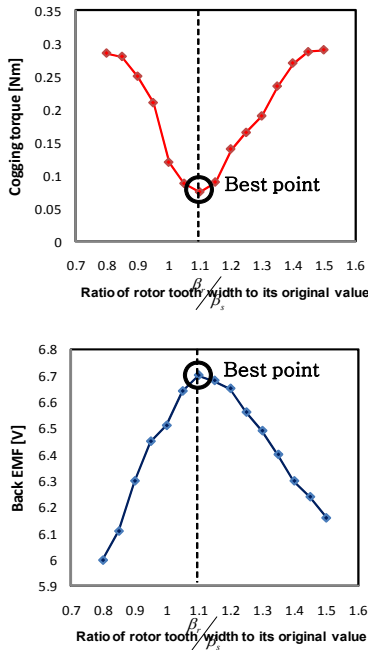 0.35
0.3
0.25
0.2
0.15
0.1
0.05
0
Cogging torque [Nm]
Best point
0.7 0.8 0.9 1 1.1 1.2 1.3 1.4 1.5 1.6
Ratio of rotor tooth width to its original value
βr/βs
6.8
6.7
6.6
6.5
6.4
6.3
6.2
6.1
6
5.9
Back EMF [V]
Best point
0.7 0.8 0.9 1 1.1 1.2 1.3 1.4 1.5 1.6
Ratio of rotor tooth width to its original value
βr/βs